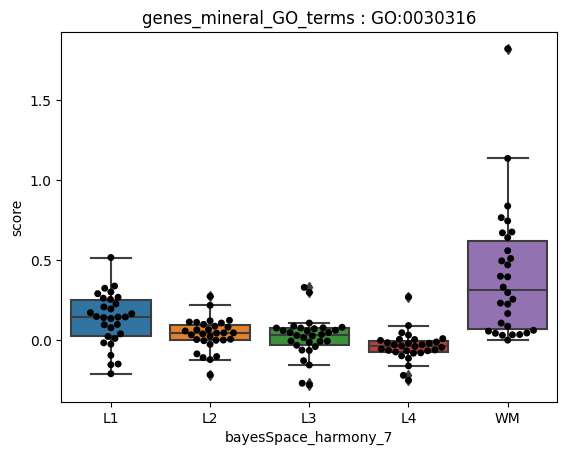 genes_mineral_GO_terms : GO:0030316
1.5
1.0
0.5
0.0
score
L1 L2 L3 L4 WM
bayesSpace_harmony_7